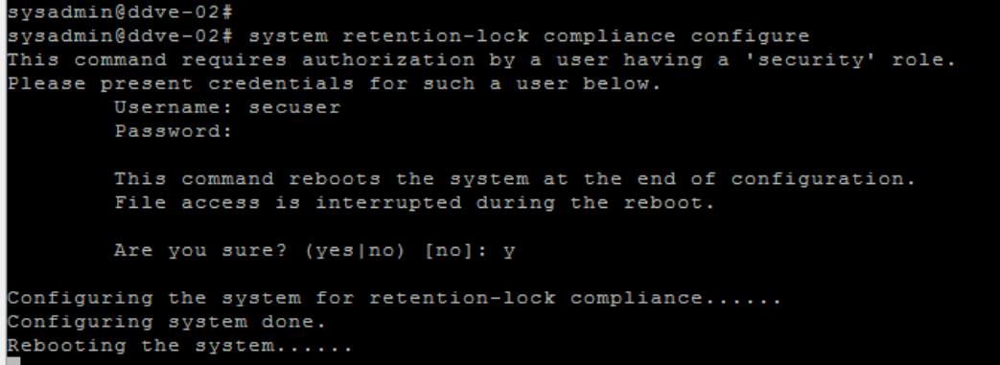 sysadmin@ddve-02#
sysadmin@ddve-02# system retention-lock compliance configure
This command requires authorization by a user having a 'security' role.
Please present credentials for such a user below.
Username: secuser
Password:
This command reboots the system at the end of configuration.
File access is interrupted during the reboot.
Are you sure? (yes|no) [no]: y
Configuring the system for retention-lock compliance......
Configuring system done.
Rebooting the system......